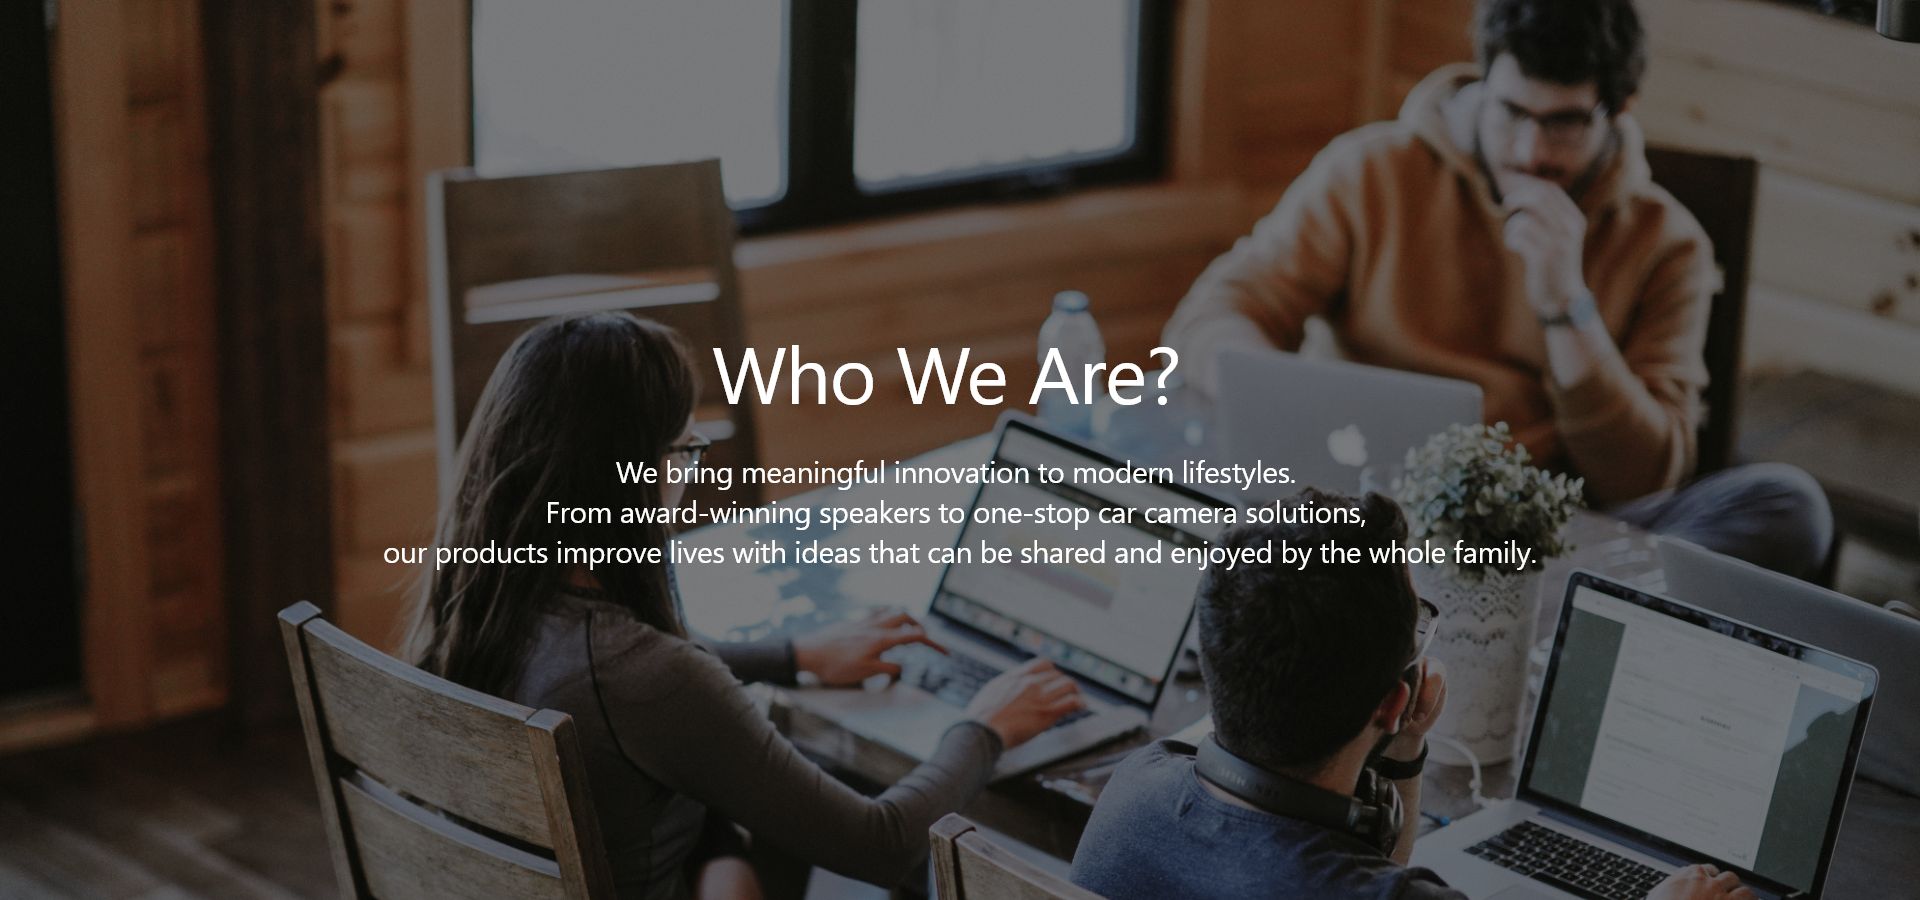 Who We Are?
We bring meaningful innovation to modern lifestyles.
From award-winning speakers to one-stop car camera solutions,
our products improve lives with ideas that can be shared and enjoyed by the whole family.